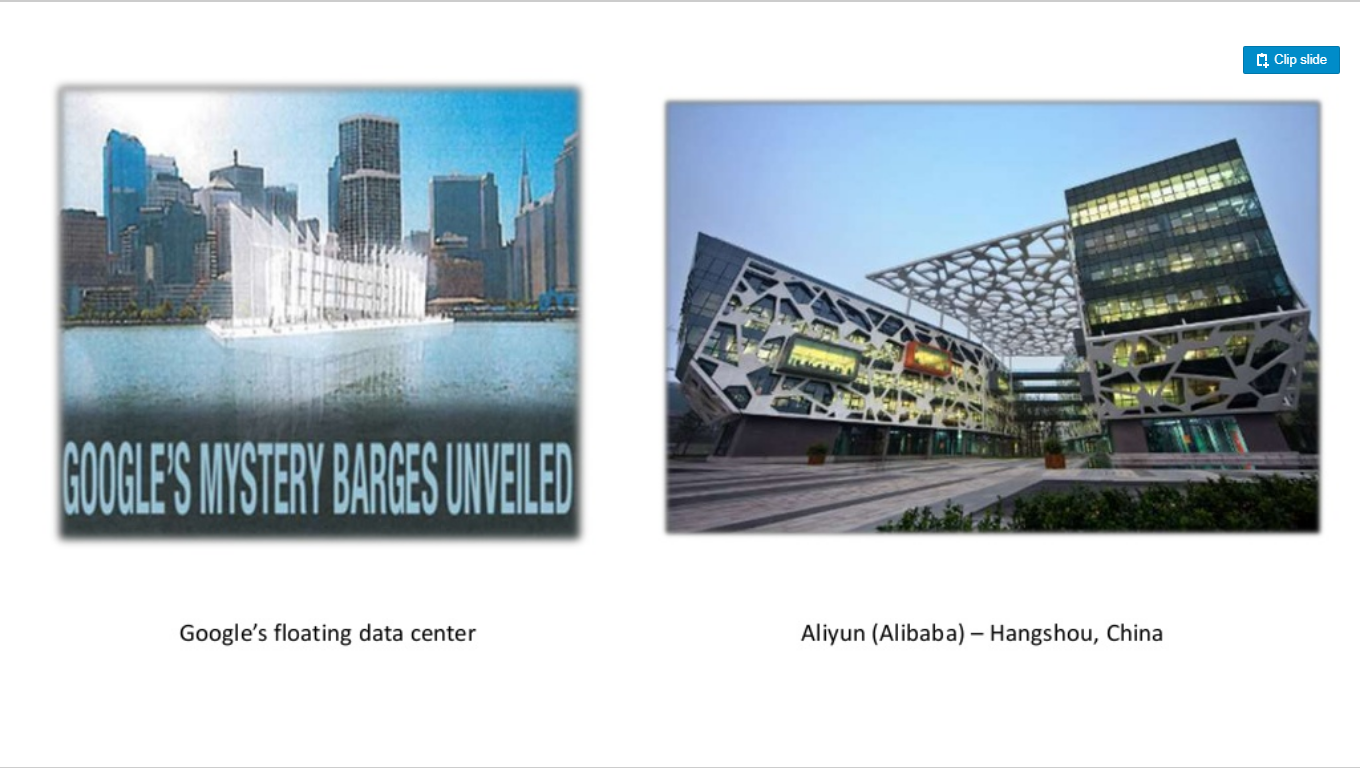 Clip slide
GOOGLE'S MYSTERY BARGES UNVEILED
Google’s floating data center
Aliyun (Alibaba) – Hangshou, China